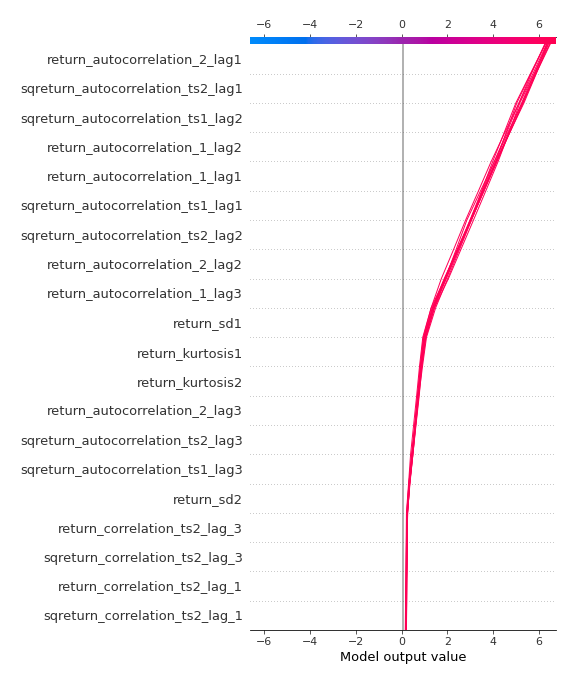 −6 −4 −2 0 2 4 6
return_autocorrelation_2_lag1
sqreturn_autocorrelation_ts2_lag1
sqreturn_autocorrelation_ts1_lag2
return_autocorrelation_1_lag2
return_autocorrelation_1_lag1
sqreturn_autocorrelation_ts1_lag1
sqreturn_autocorrelation_ts2_lag2
return_autocorrelation_2_lag2
return_autocorrelation_1_lag3
return_sd1
return_kurtosis1
return_kurtosis2
return_autocorrelation_2_lag3
sqreturn_autocorrelation_ts2_lag3
sqreturn_autocorrelation_ts1_lag3
return_sd2
return_correlation_ts2_lag_3
sqreturn_correlation_ts2_lag_3
return_correlation_ts2_lag_1
sqreturn_correlation_ts2_lag_1
−6 −4 −2 0 2 4 6
Model output value